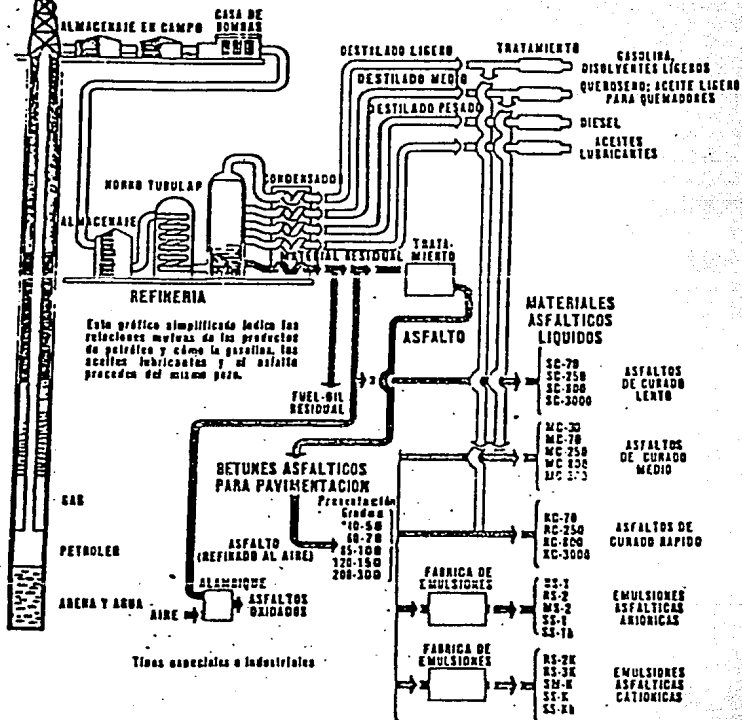 ALMACENAJE EN CAMPO
CASA DE
BOMBAS
DESTILADO LIGERO
TRATAMIENTO
GASOLINA,
DISOLVENTES LIGEROS
DESTILADO MEDIO
QUEROSENO; ACEITE LIGERO
PARA QUEMADORES
DESTILADO PESADO
DIESEL
ACEITES
LUBRICANTES
HORNO TUBULAR
CONDENSADOR
ALMACENAJE
MATERIAL RESIDUAL
TRATA-
MIENTO
REFINERIA
Este gráfico simplificado indica las
relaciones mutuas de los productos
de petróleo y cómo la gasolina, los
aceites lubricantes y el asfalto
proceden del mismo pozo.
ASFALTO
MATERIALES
ASFALTICOS
LIQUIDOS
FUEL-OIL
RESIDUAL
SC-70
SC-250
SC-800
SC-3000
ASFALTOS
DE CURADO
LENTO
MC-30
MC-70
MC-250
MC-800
ASFALTOS
DE CURADO
MEDIO
BETUNES ASFALTICOS
PARA PAVIMENTACION
Presentación
Grados
40-50
60-70
85-100
120-150
200-300
GAS
PETROLEO
ARENA Y AGUA
ASFALTO
(REFINADO AL AIRE)
RC-70
RC-250
RC-800
RC-3000
ASFALTOS DE
CURADO RAPIDO
ALAMBIQUE
AIRE
ASFALTOS
OXIDADOS
FABRICA DE
EMULSIONES
RS-1
RS-2
MS-2
SS-1
SS-1h
EMULSIONES
ASFALTICAS
ANIONICAS
Tipos especiales e industriales
FABRICA DE
EMULSIONES
RS-2K
RS-3K
SM-K
SS-K
SS-Kh
EMULSIONES
ASFALTICAS
CATIONICAS